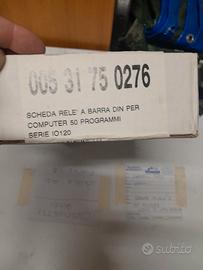 005 31 75 0276
SCHEDA RELE' A BARRA DIN PER
COMPUTER 50 PROGRAMMI
SERIE IO120
subito